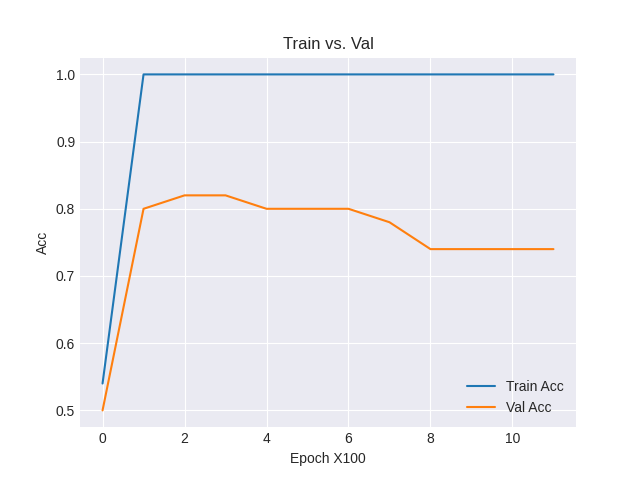 Train vs. Val
1.0
0.9
0.8
0.7
0.6
0.5
Acc
0 2 4 6 8 10
Epoch X100
Train Acc
Val Acc